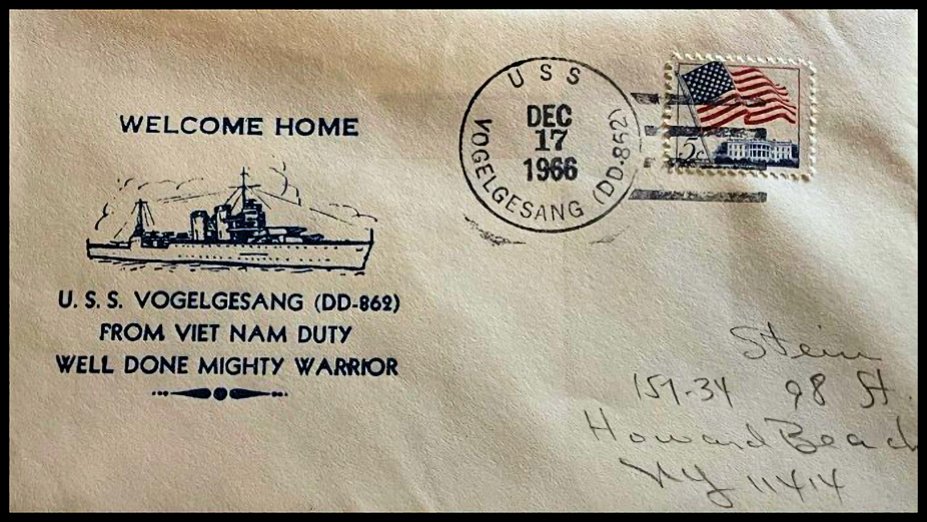 WELCOME HOME
U. S. S. VOGELGESANG (DD-862)
FROM VIET NAM DUTY
WELL DONE MIGHTY WARRIOR
USS
VOGELGESANG (DD-862)
DEC
17
1966
5c
Stein
159-34 98 St.
Howard Beach
NY 11414